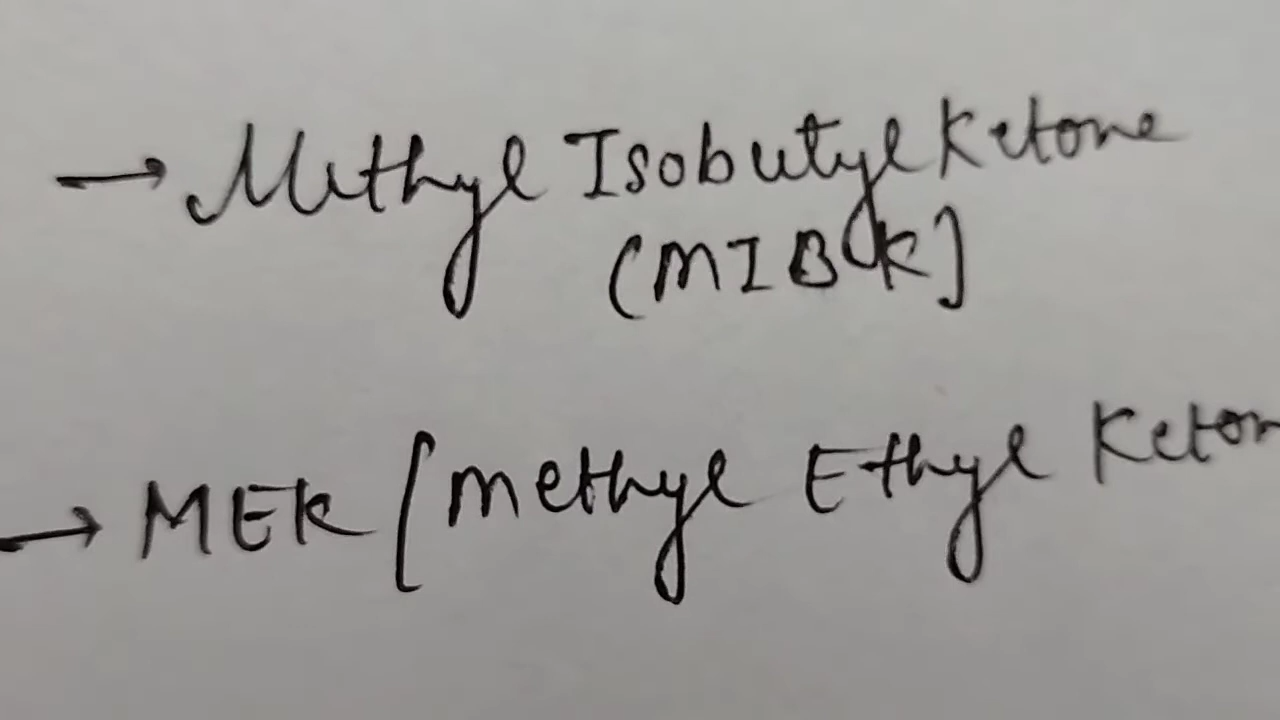 → Methyl Isobutyl Ketone
(MIBK]
→ MEK [Methyl Ethyl Keton